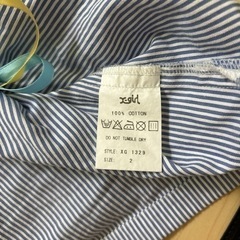 X-girl
100% COTTON
DO NOT TUMBLE DRY
STYLE XG 1329
SIZE 2